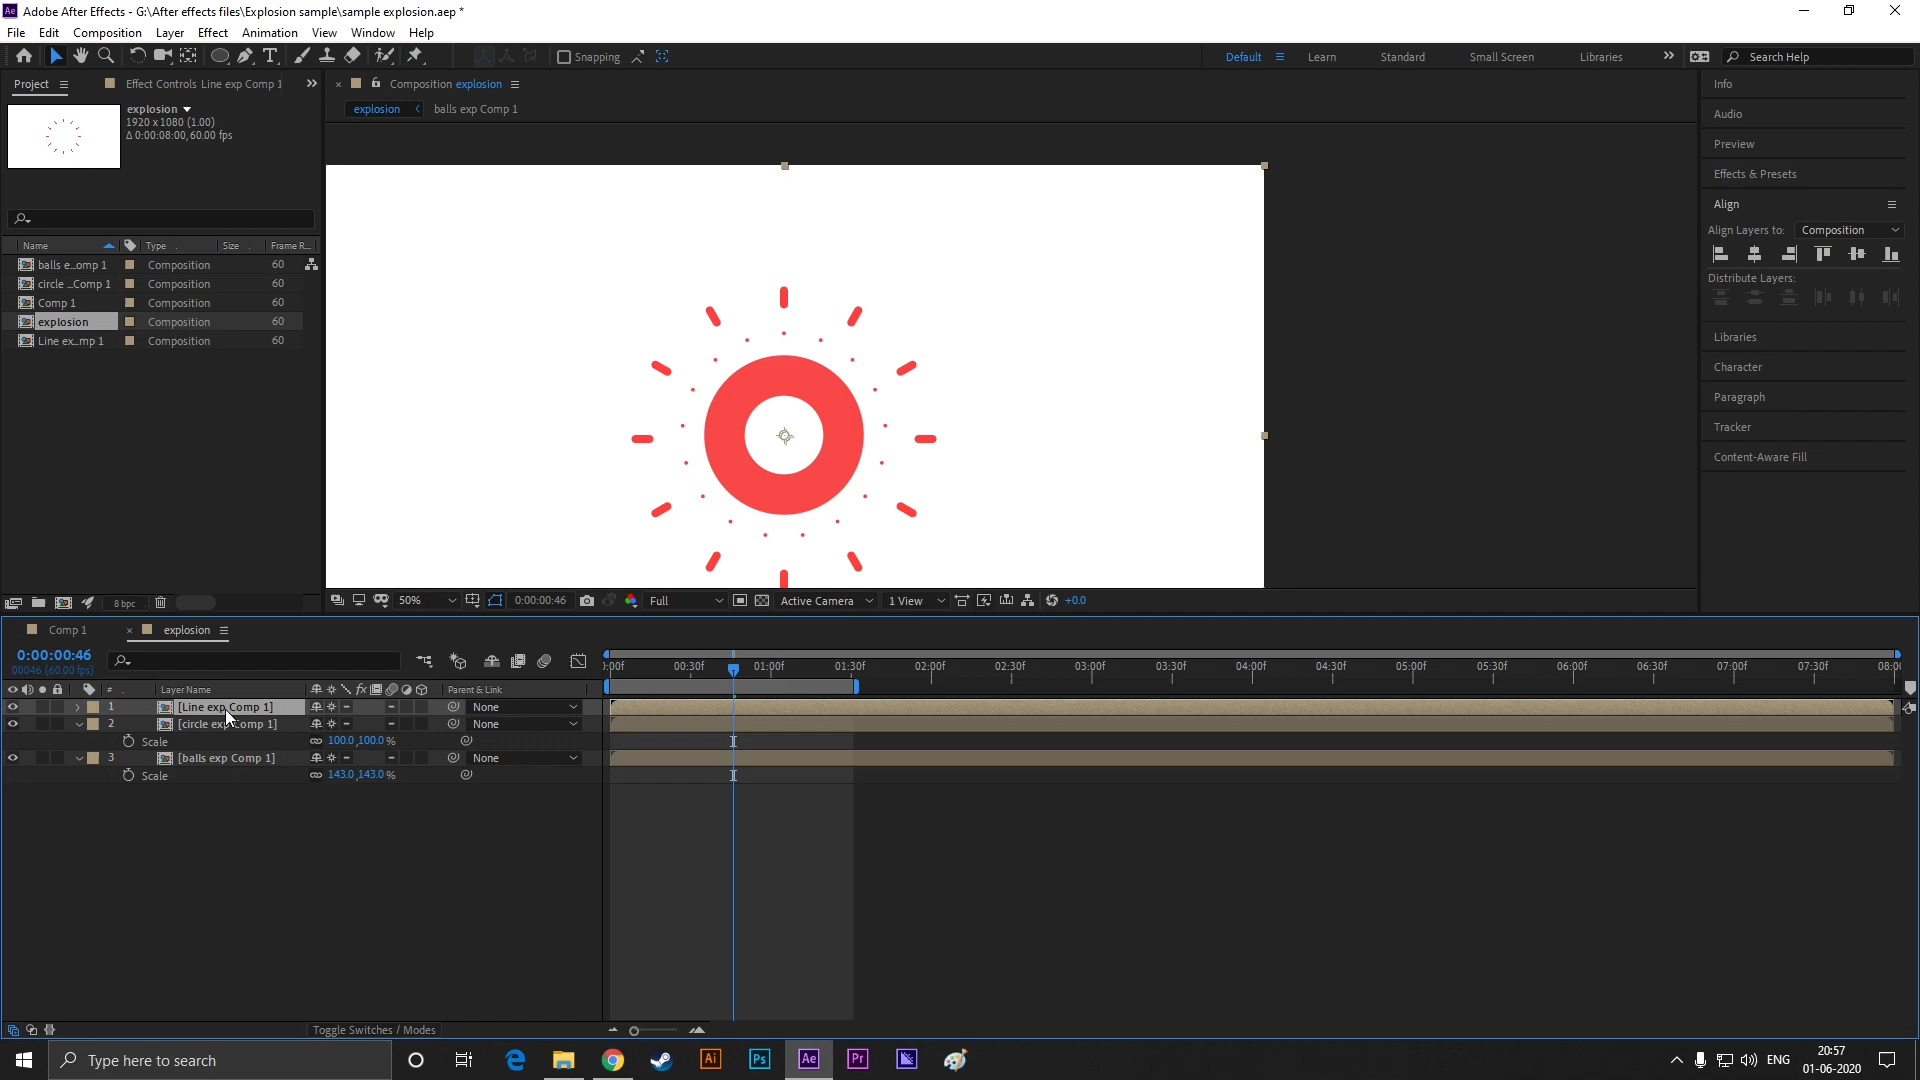 Adobe After Effects - G:\After effects files\Explosion sample\sample explosion.aep *
File Edit Composition Layer Effect Animation View Window Help
Snapping
Default Learn Standard Small Screen Libraries Search Help
Project Effect Controls Line exp Comp 1
Composition explosion
explosion balls exp Comp 1
explosion
1920 x 1080 (1.00)
Δ 0:00:08:00, 60.00 fps
Name Type Size Frame R...
balls e...omp 1 Composition 60
circle ...Comp 1 Composition 60
Comp 1 Composition 60
explosion Composition 60
Line ex...mp 1 Composition 60
8 bpc
50% 0:00:00:46 Full Active Camera 1 View +0.0
Info
Audio
Preview
Effects & Presets
Align
Align Layers to: Composition
Distribute Layers:
Libraries
Character
Paragraph
Tracker
Content-Aware Fill
Comp 1 explosion
0:00:00:46
00046 (60.00 fps)
):00f 00:30f 01:00f 01:30f 02:00f 02:30f 03:00f 03:30f 04:00f 04:30f 05:00f 05:30f 06:00f 06:30f 07:00f 07:30f 08:00
# Layer Name Parent & Link
1 [Line exp Comp 1] None
2 [circle exp Comp 1] None
Scale 100.0,100.0 %
3 [balls exp Comp 1] None
Scale 143.0,143.0 %
Toggle Switches / Modes
Type here to search
Ai Ps Ae Pr
ENG
20:57
01-06-2020